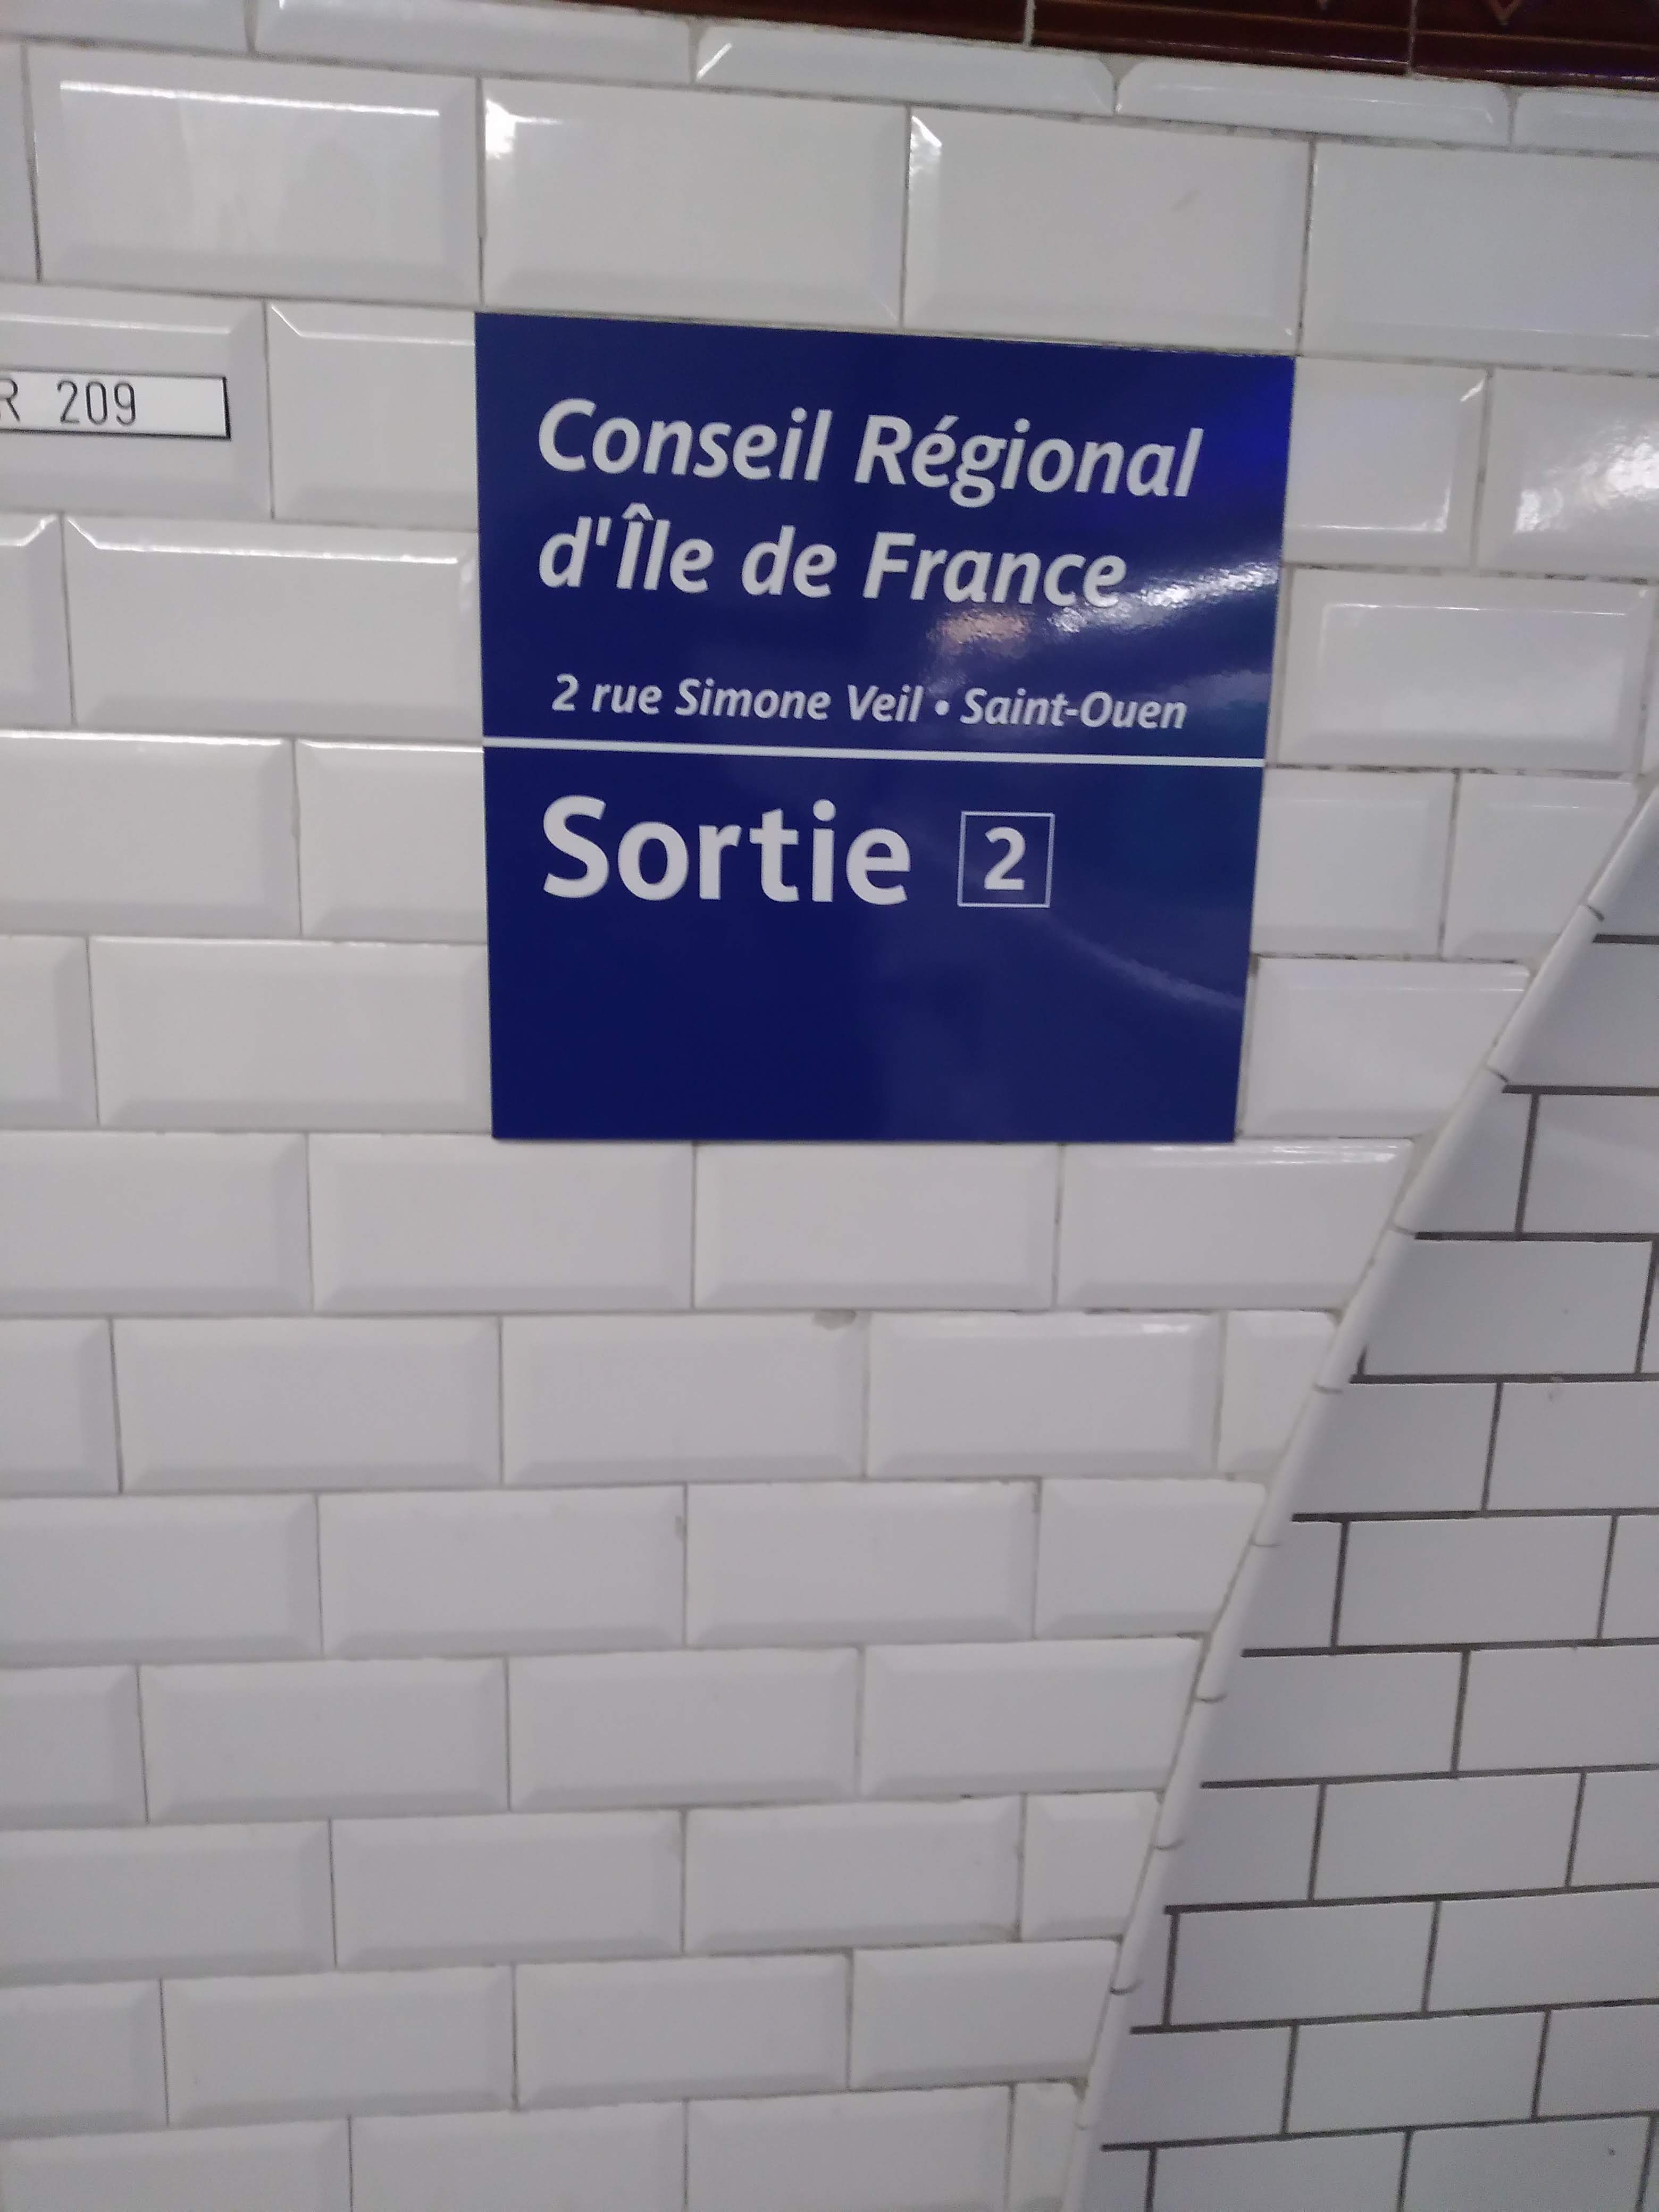 R 209
Conseil Régional
d'Île de France
2 rue Simone Veil • Saint-Ouen
Sortie 2